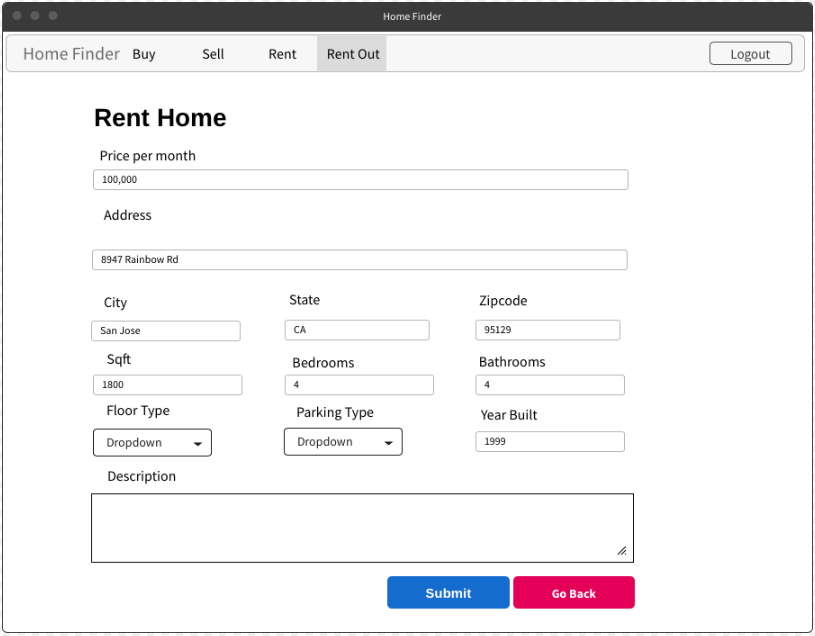 Home Finder
Home Finder Buy Sell Rent Rent Out Logout
Rent Home
Price per month
100,000
Address
8947 Rainbow Rd
City State Zipcode
San Jose CA 95129
Sqft Bedrooms Bathrooms
1800 4 4
Floor Type Parking Type Year Built
Dropdown Dropdown 1999
Description
Submit Go Back